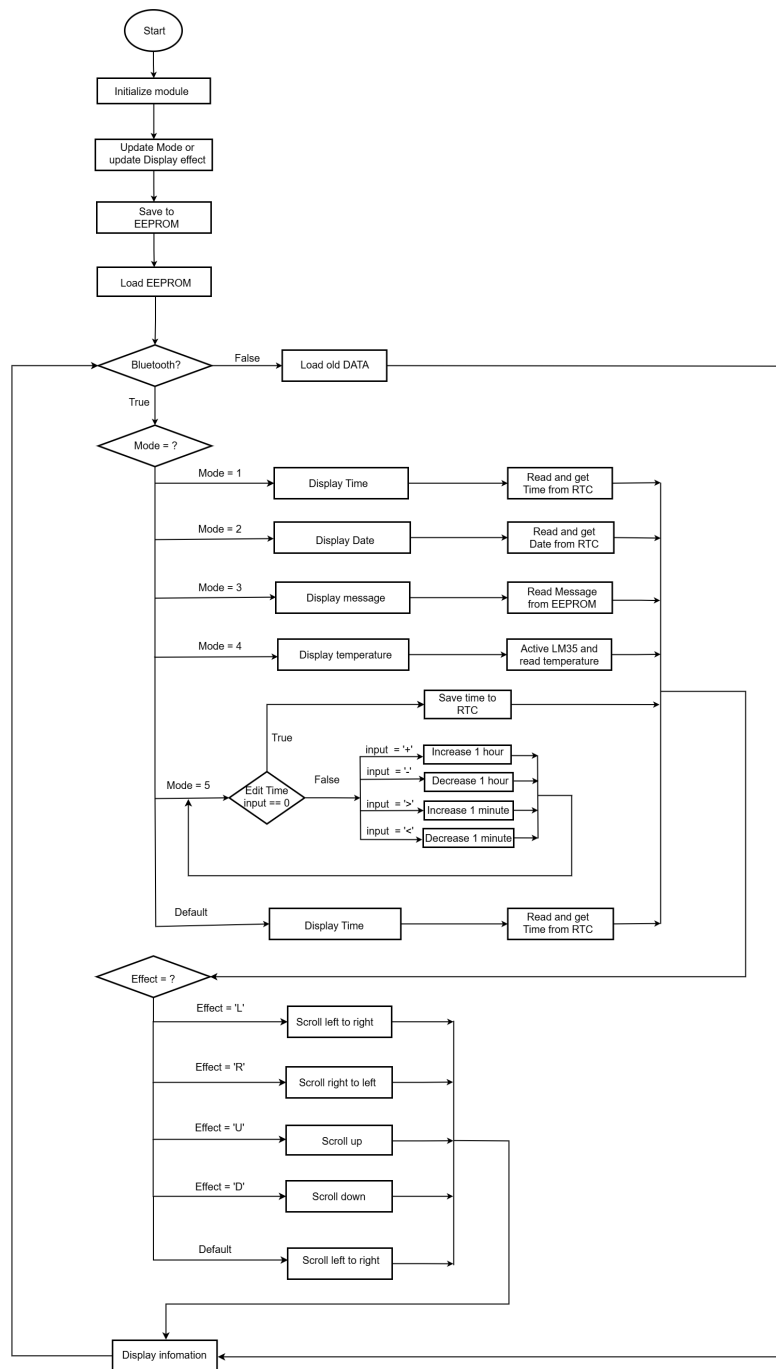 Start
Initialize module
Update Mode or
update Display effect
Save to
EEPROM
Load EEPROM
Bluetooth?
False
Load old DATA
True
Mode = ?
Mode = 1
Display Time
Read and get
Time from RTC
Mode = 2
Display Date
Read and get
Date from RTC
Mode = 3
Display message
Read Message
from EEPROM
Mode = 4
Display temperature
Active LM35 and
read temperature
Save time to
RTC
True
Mode = 5
Edit Time
input == 0
False
input = '+'
Increase 1 hour
input = '-'
Decrease 1 hour
input = '>'
Increase 1 minute
input = '<'
Decrease 1 minute
Default
Display Time
Read and get
Time from RTC
Effect = ?
Effect = 'L'
Scroll left to right
Effect = 'R'
Scroll right to left
Effect = 'U'
Scroll up
Effect = 'D'
Scroll down
Default
Scroll left to right
Display infomation